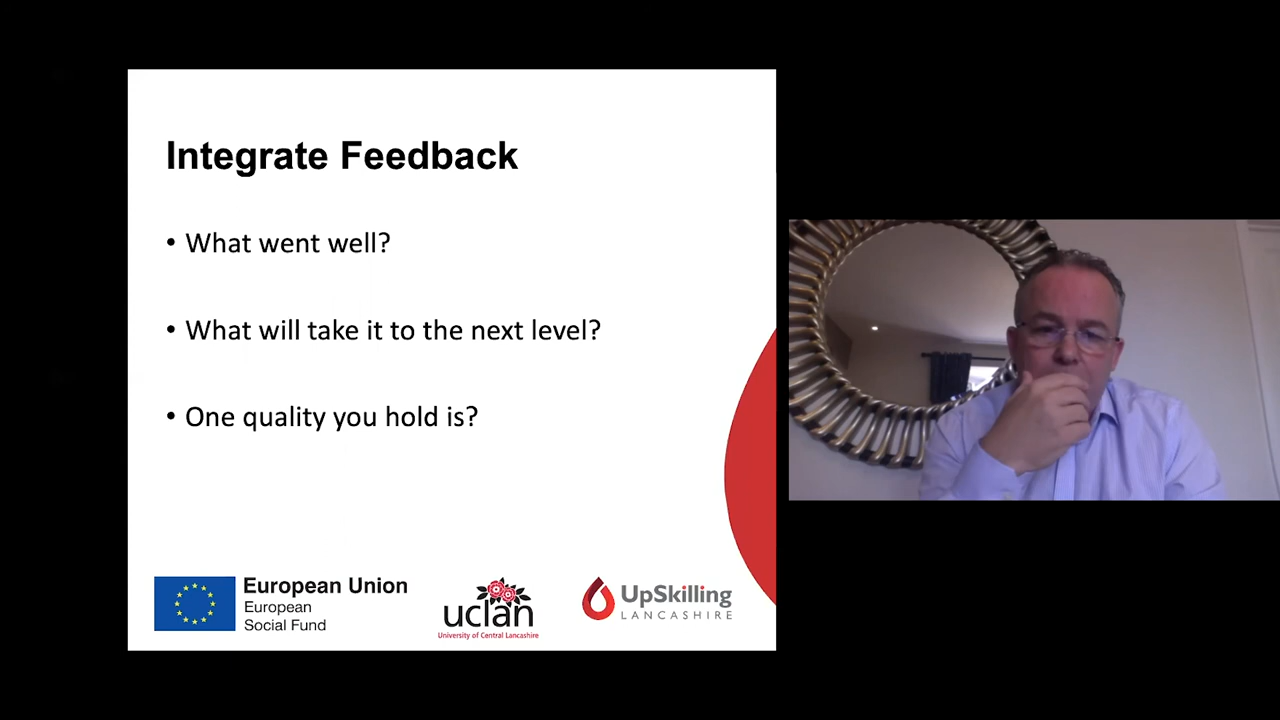 Integrate Feedback
• What went well?
• What will take it to the next level?
• One quality you hold is?
European Union
European
Social Fund
uclan
University of Central Lancashire
UpSkilling
LANCASHIRE